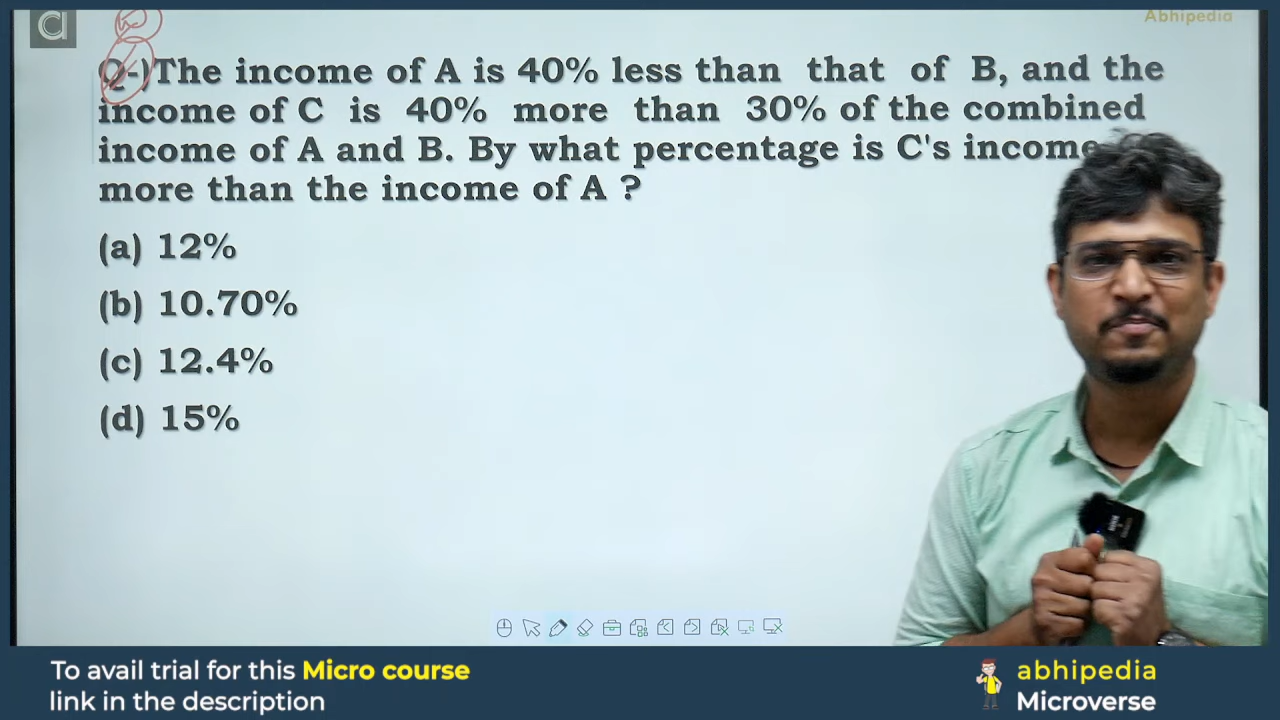 a
Abhipedia
Q-)The income of A is 40% less than that of B, and the
income of C is 40% more than 30% of the combined
income of A and B. By what percentage is C's income
more than the income of A ?
(a) 12%
(b) 10.70%
(c) 12.4%
(d) 15%
To avail trial for this Micro course
link in the description
abhipedia
Microverse